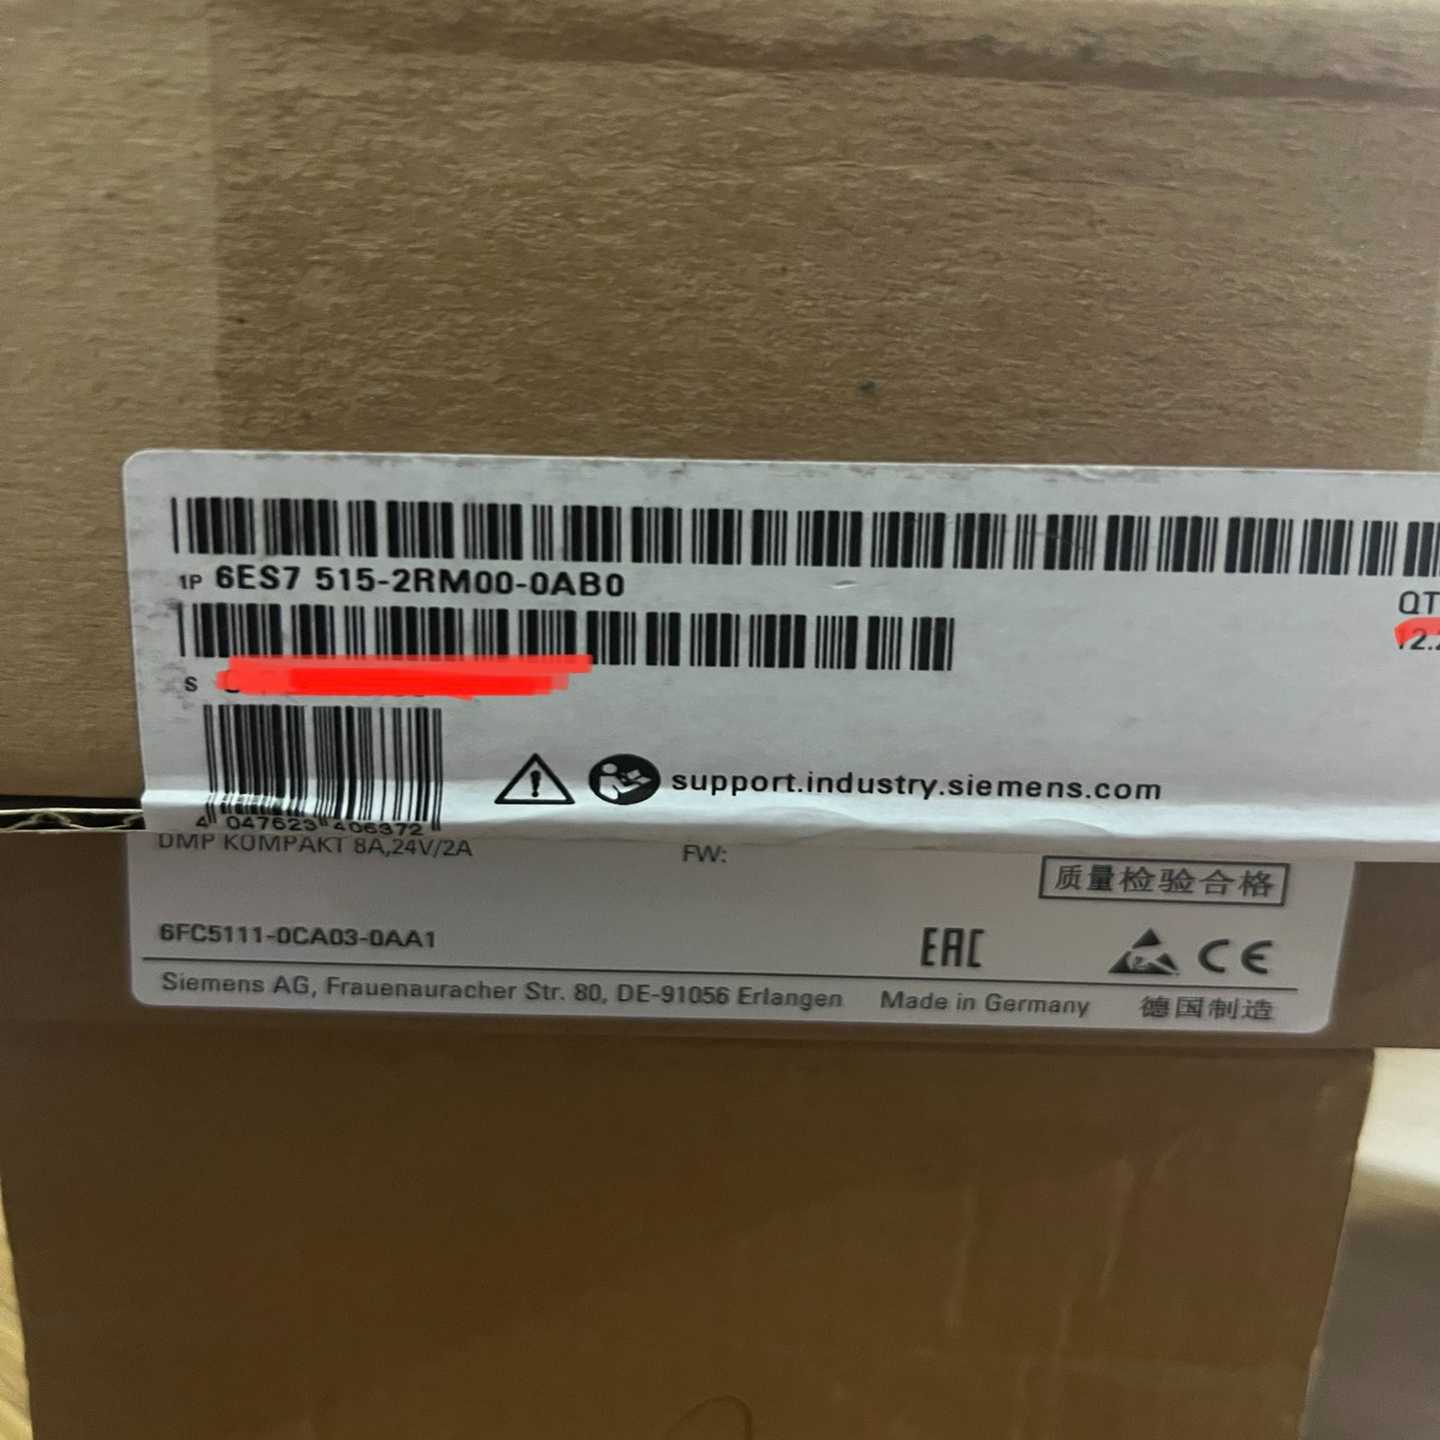 1P 6ES7 515-2RM00-0AB0
QT
12.2
S
4 047623 406372
support.industry.siemens.com
DMP KOMPAKT 8A,24V/2A
FW:
质量检验合格
6FC5111-0CA03-0AA1
EAC
CE
Siemens AG, Frauenauracher Str. 80, DE-91056 Erlangen
Made in Germany
德国制造